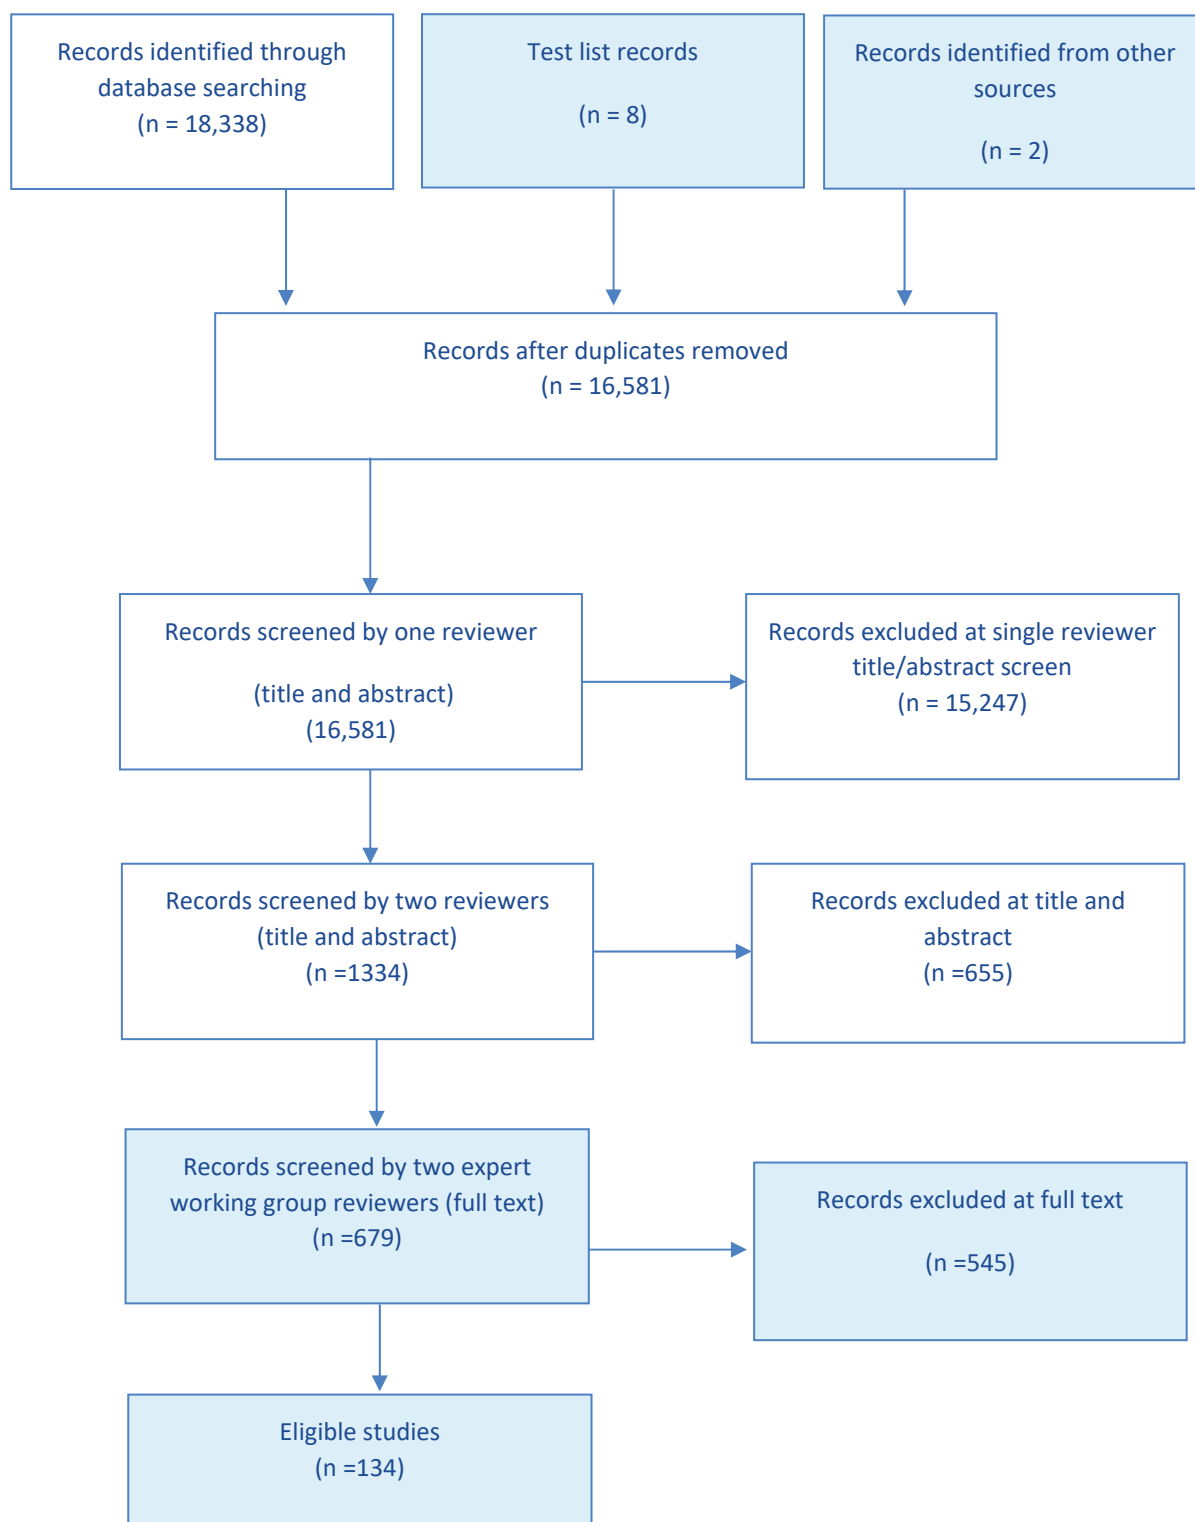 Records identified through
database searching
(n = 18,338)
Test list records
(n = 8)
Records identified from other
sources
(n = 2)
Records after duplicates removed
(n = 16,581)
Records screened by one reviewer
(title and abstract)
(16,581)
Records excluded at single reviewer
title/abstract screen
(n = 15,247)
Records screened by two reviewers
(title and abstract)
(n =1334)
Records excluded at title and
abstract
(n =655)
Records screened by two expert
working group reviewers (full text)
(n =679)
Records excluded at full text
(n =545)
Eligible studies
(n =134)